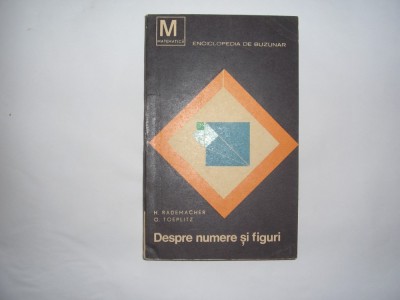 M
MATEMATICĂ
ENCICLOPEDIA DE BUZUNAR
H. RADEMACHER
O. TOEPLITZ
Despre numere și figuri